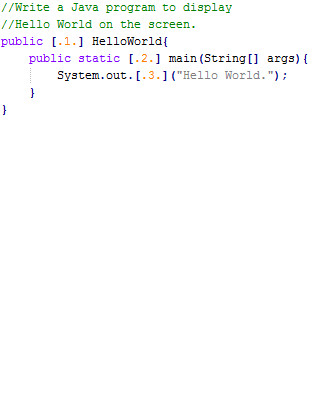 //Write a Java program to display
//Hello World on the screen.
public [.1.] HelloWorld{
public static [.2.] main(String[] args){
System.out.[.3.]("Hello World.");
}
}